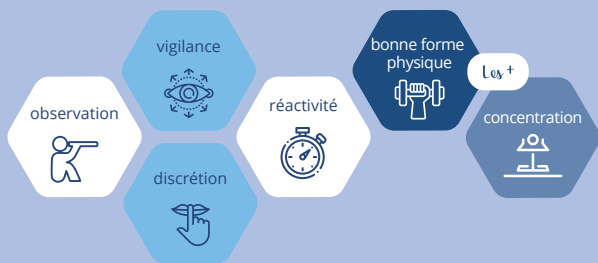 observation
vigilance
discrétion
réactivité
bonne forme
physique
Les +
concentration